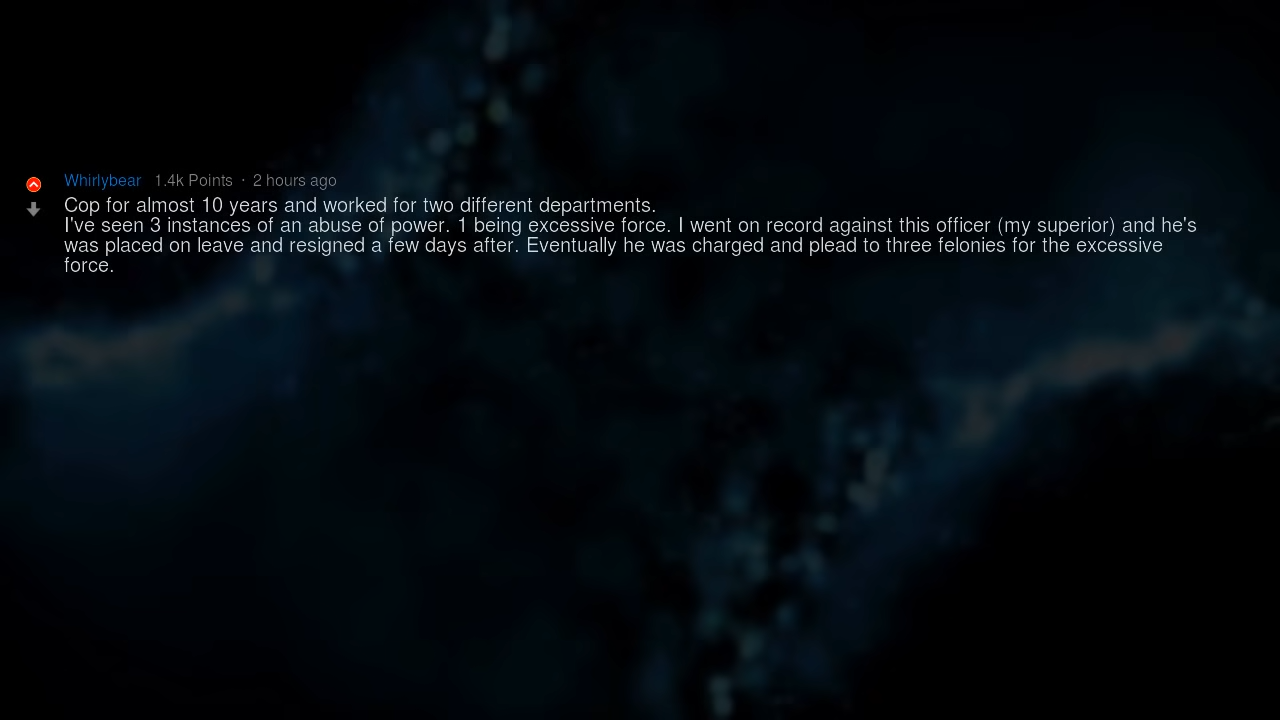 Whirlybear 1.4k Points · 2 hours ago
Cop for almost 10 years and worked for two different departments.
I've seen 3 instances of an abuse of power. 1 being excessive force. I went on record against this officer (my superior) and he's
was placed on leave and resigned a few days after. Eventually he was charged and plead to three felonies for the excessive
force.